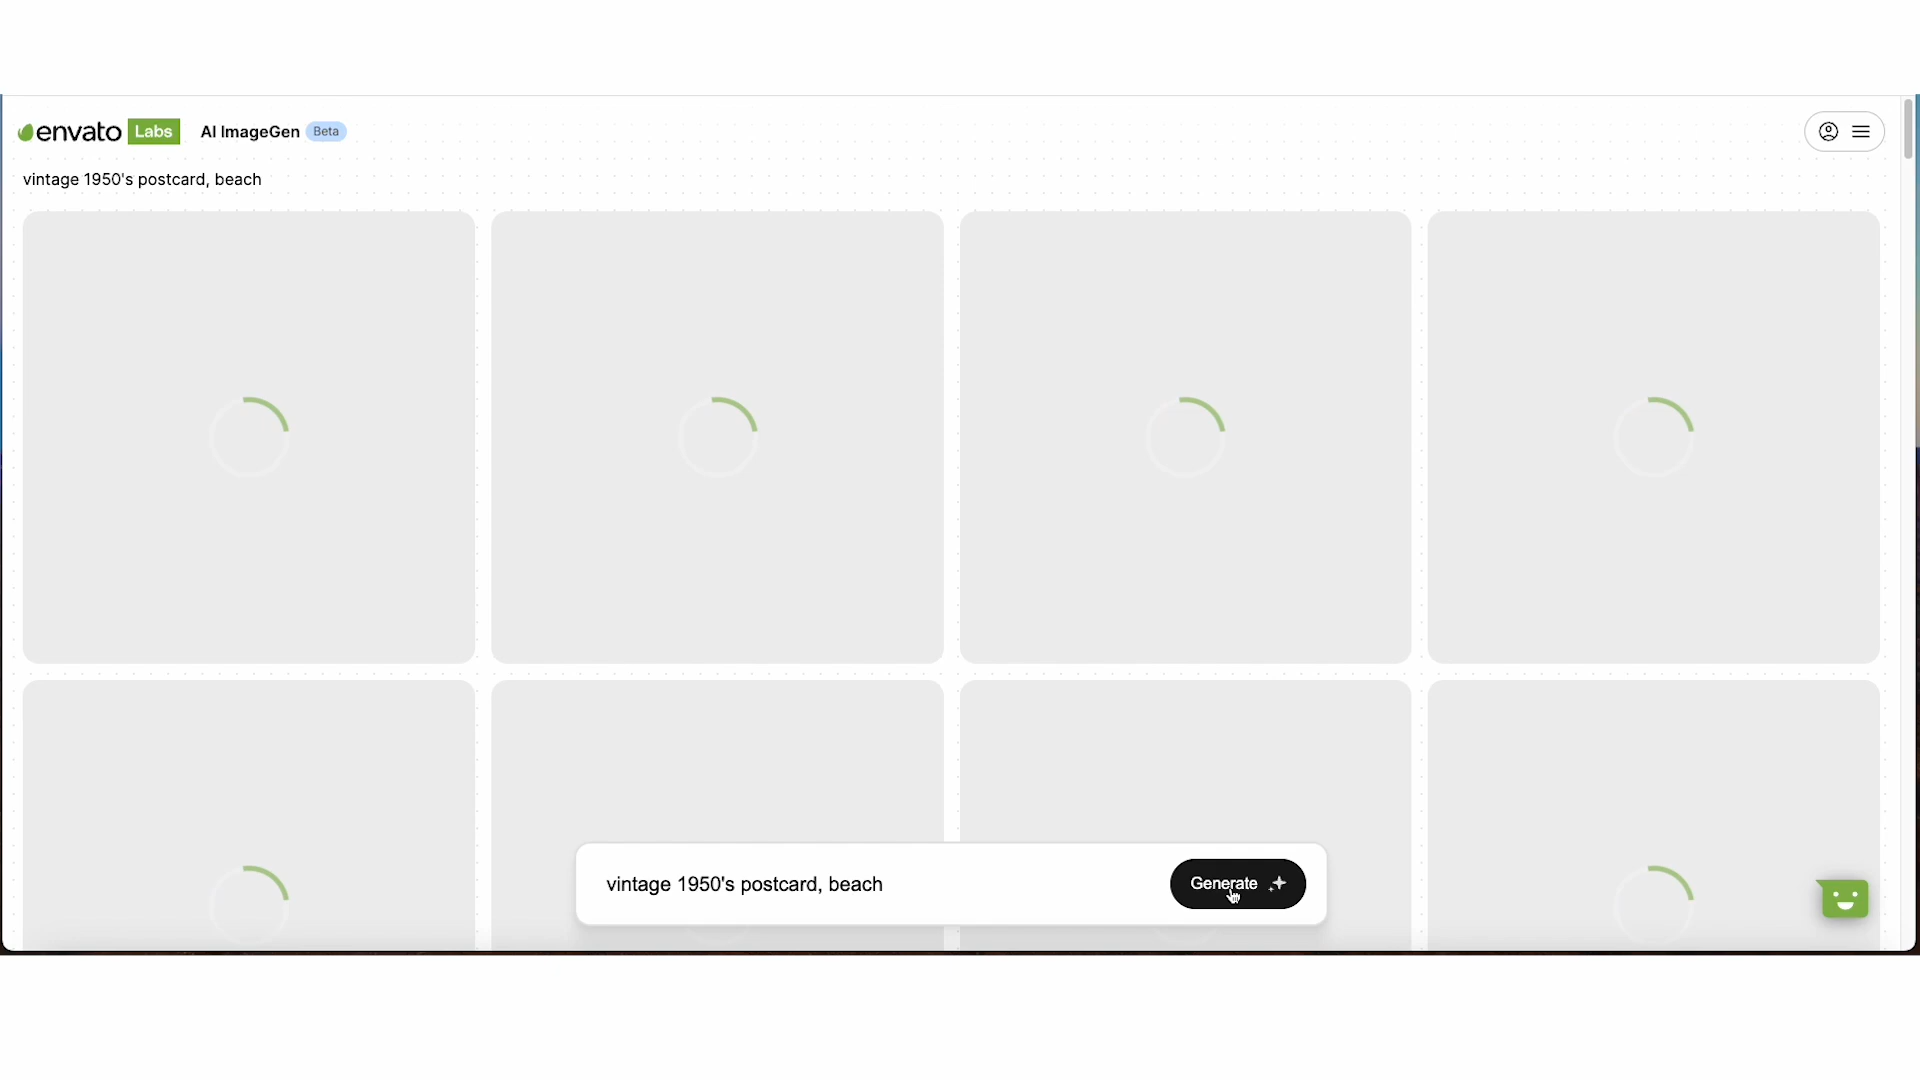 envato Labs AI ImageGen Beta
vintage 1950's postcard, beach
vintage 1950's postcard, beach Generate